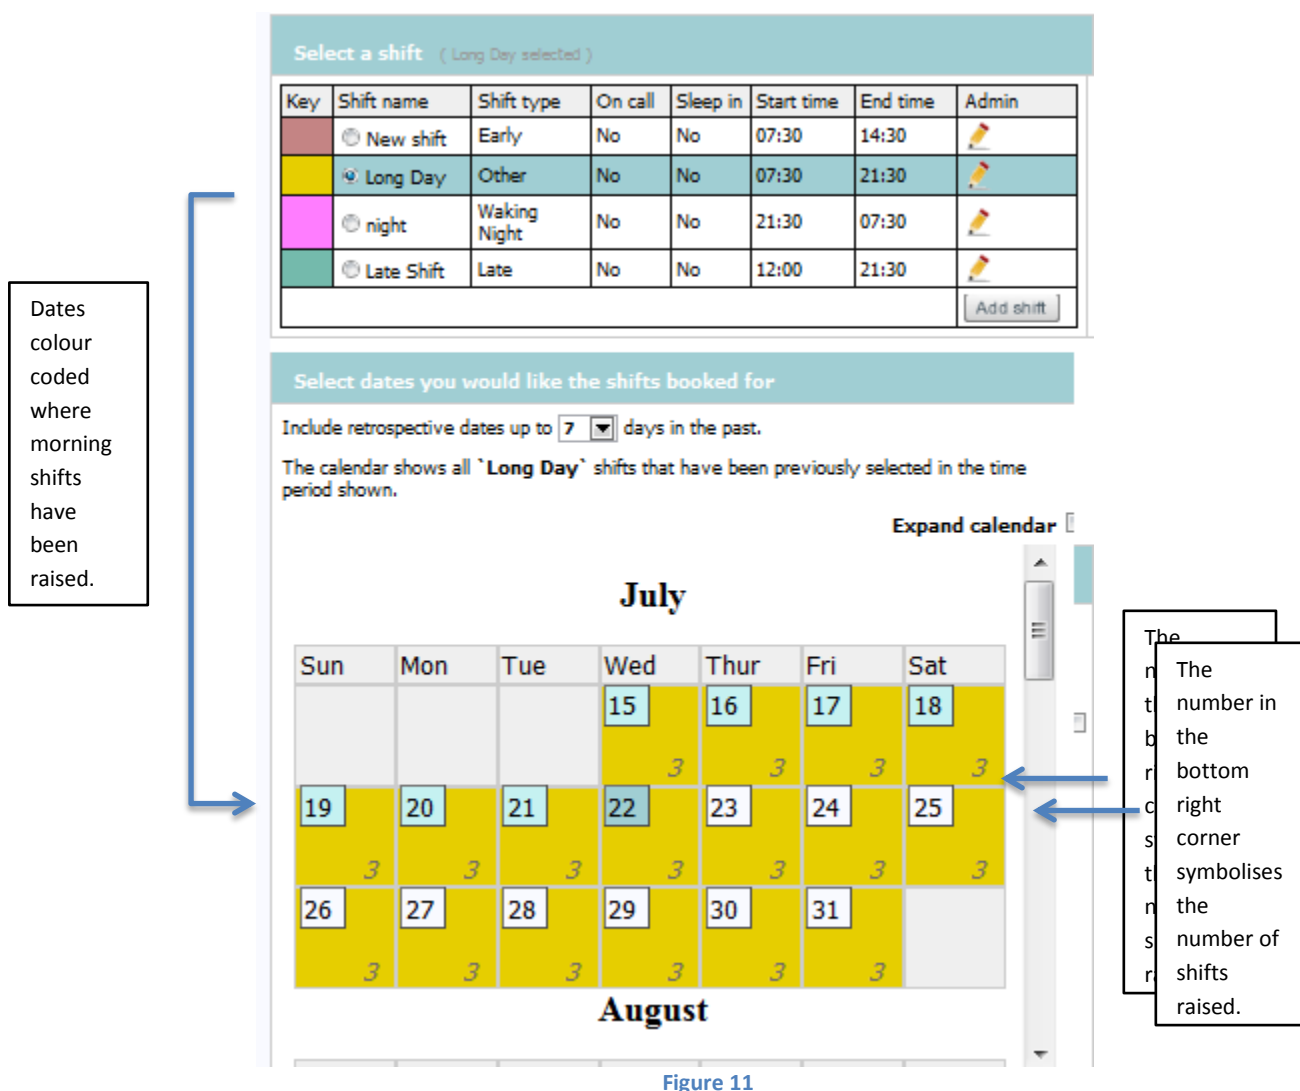 Select a shift ( Long Day selected )
Key Shift name Shift type On call Sleep in Start time End time Admin
New shift Early No No 07:30 14:30
Long Day Other No No 07:30 21:30
night Waking Night No No 21:30 07:30
Late Shift Late No No 12:00 21:30
Add shift
Dates
colour
coded
where
morning
shifts
have
been
raised.
Select dates you would like the shifts booked for
Include retrospective dates up to 7 days in the past.
The calendar shows all `Long Day` shifts that have been previously selected in the time
period shown.
Expand calendar
July
Sun Mon Tue Wed Thur Fri Sat
15 16 17 18
3 3 3 3
19 20 21 22 23 24 25
3 3 3 3 3 3 3
26 27 28 29 30 31
3 3 3 3 3 3
August
The
The
number in
the
bottom
right
corner
symbolises
the
number of
shifts
raised.
Figure 11